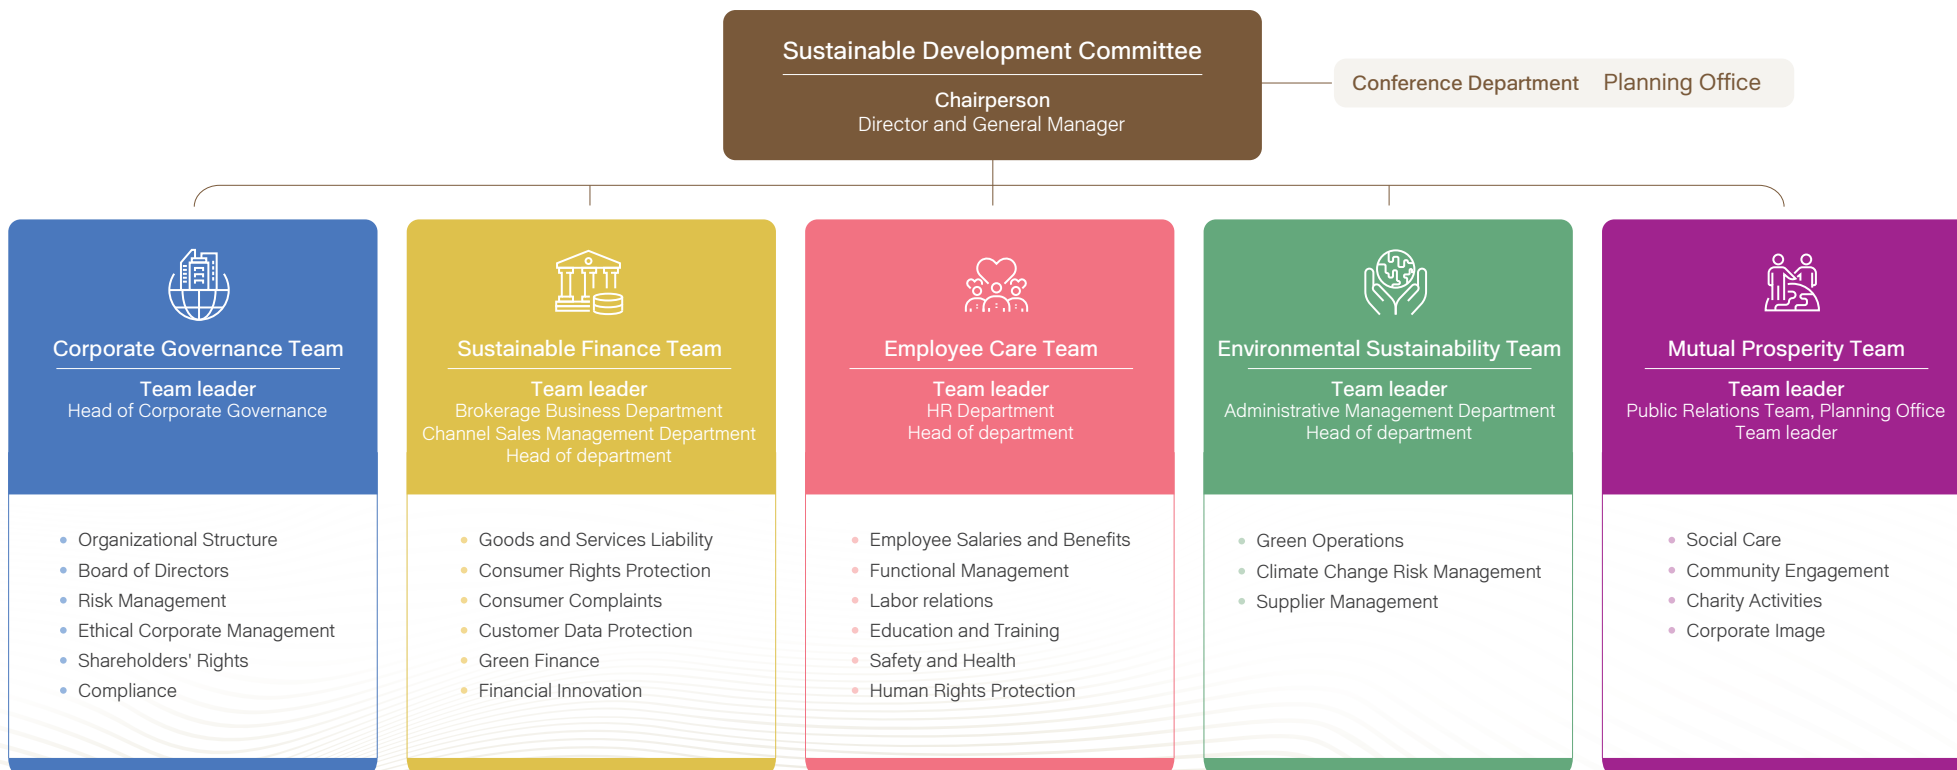 Sustainable Development Committee
Chairperson
Director and General Manager
Conference Department Planning Office
Corporate Governance Team
Team leader
Head of Corporate Governance
Organizational Structure
Board of Directors
Risk Management
Ethical Corporate Management
Shareholders' Rights
Compliance
Sustainable Finance Team
Team leader
Brokerage Business Department
Channel Sales Management Department
Head of department
Goods and Services Liability
Consumer Rights Protection
Consumer Complaints
Customer Data Protection
Green Finance
Financial Innovation
Employee Care Team
Team leader
HR Department
Head of department
Employee Salaries and Benefits
Functional Management
Labor relations
Education and Training
Safety and Health
Human Rights Protection
Environmental Sustainability Team
Team leader
Administrative Management Department
Head of department
Green Operations
Climate Change Risk Management
Supplier Management
Mutual Prosperity Team
Team leader
Public Relations Team, Planning Office
Team leader
Social Care
Community Engagement
Charity Activities
Corporate Image